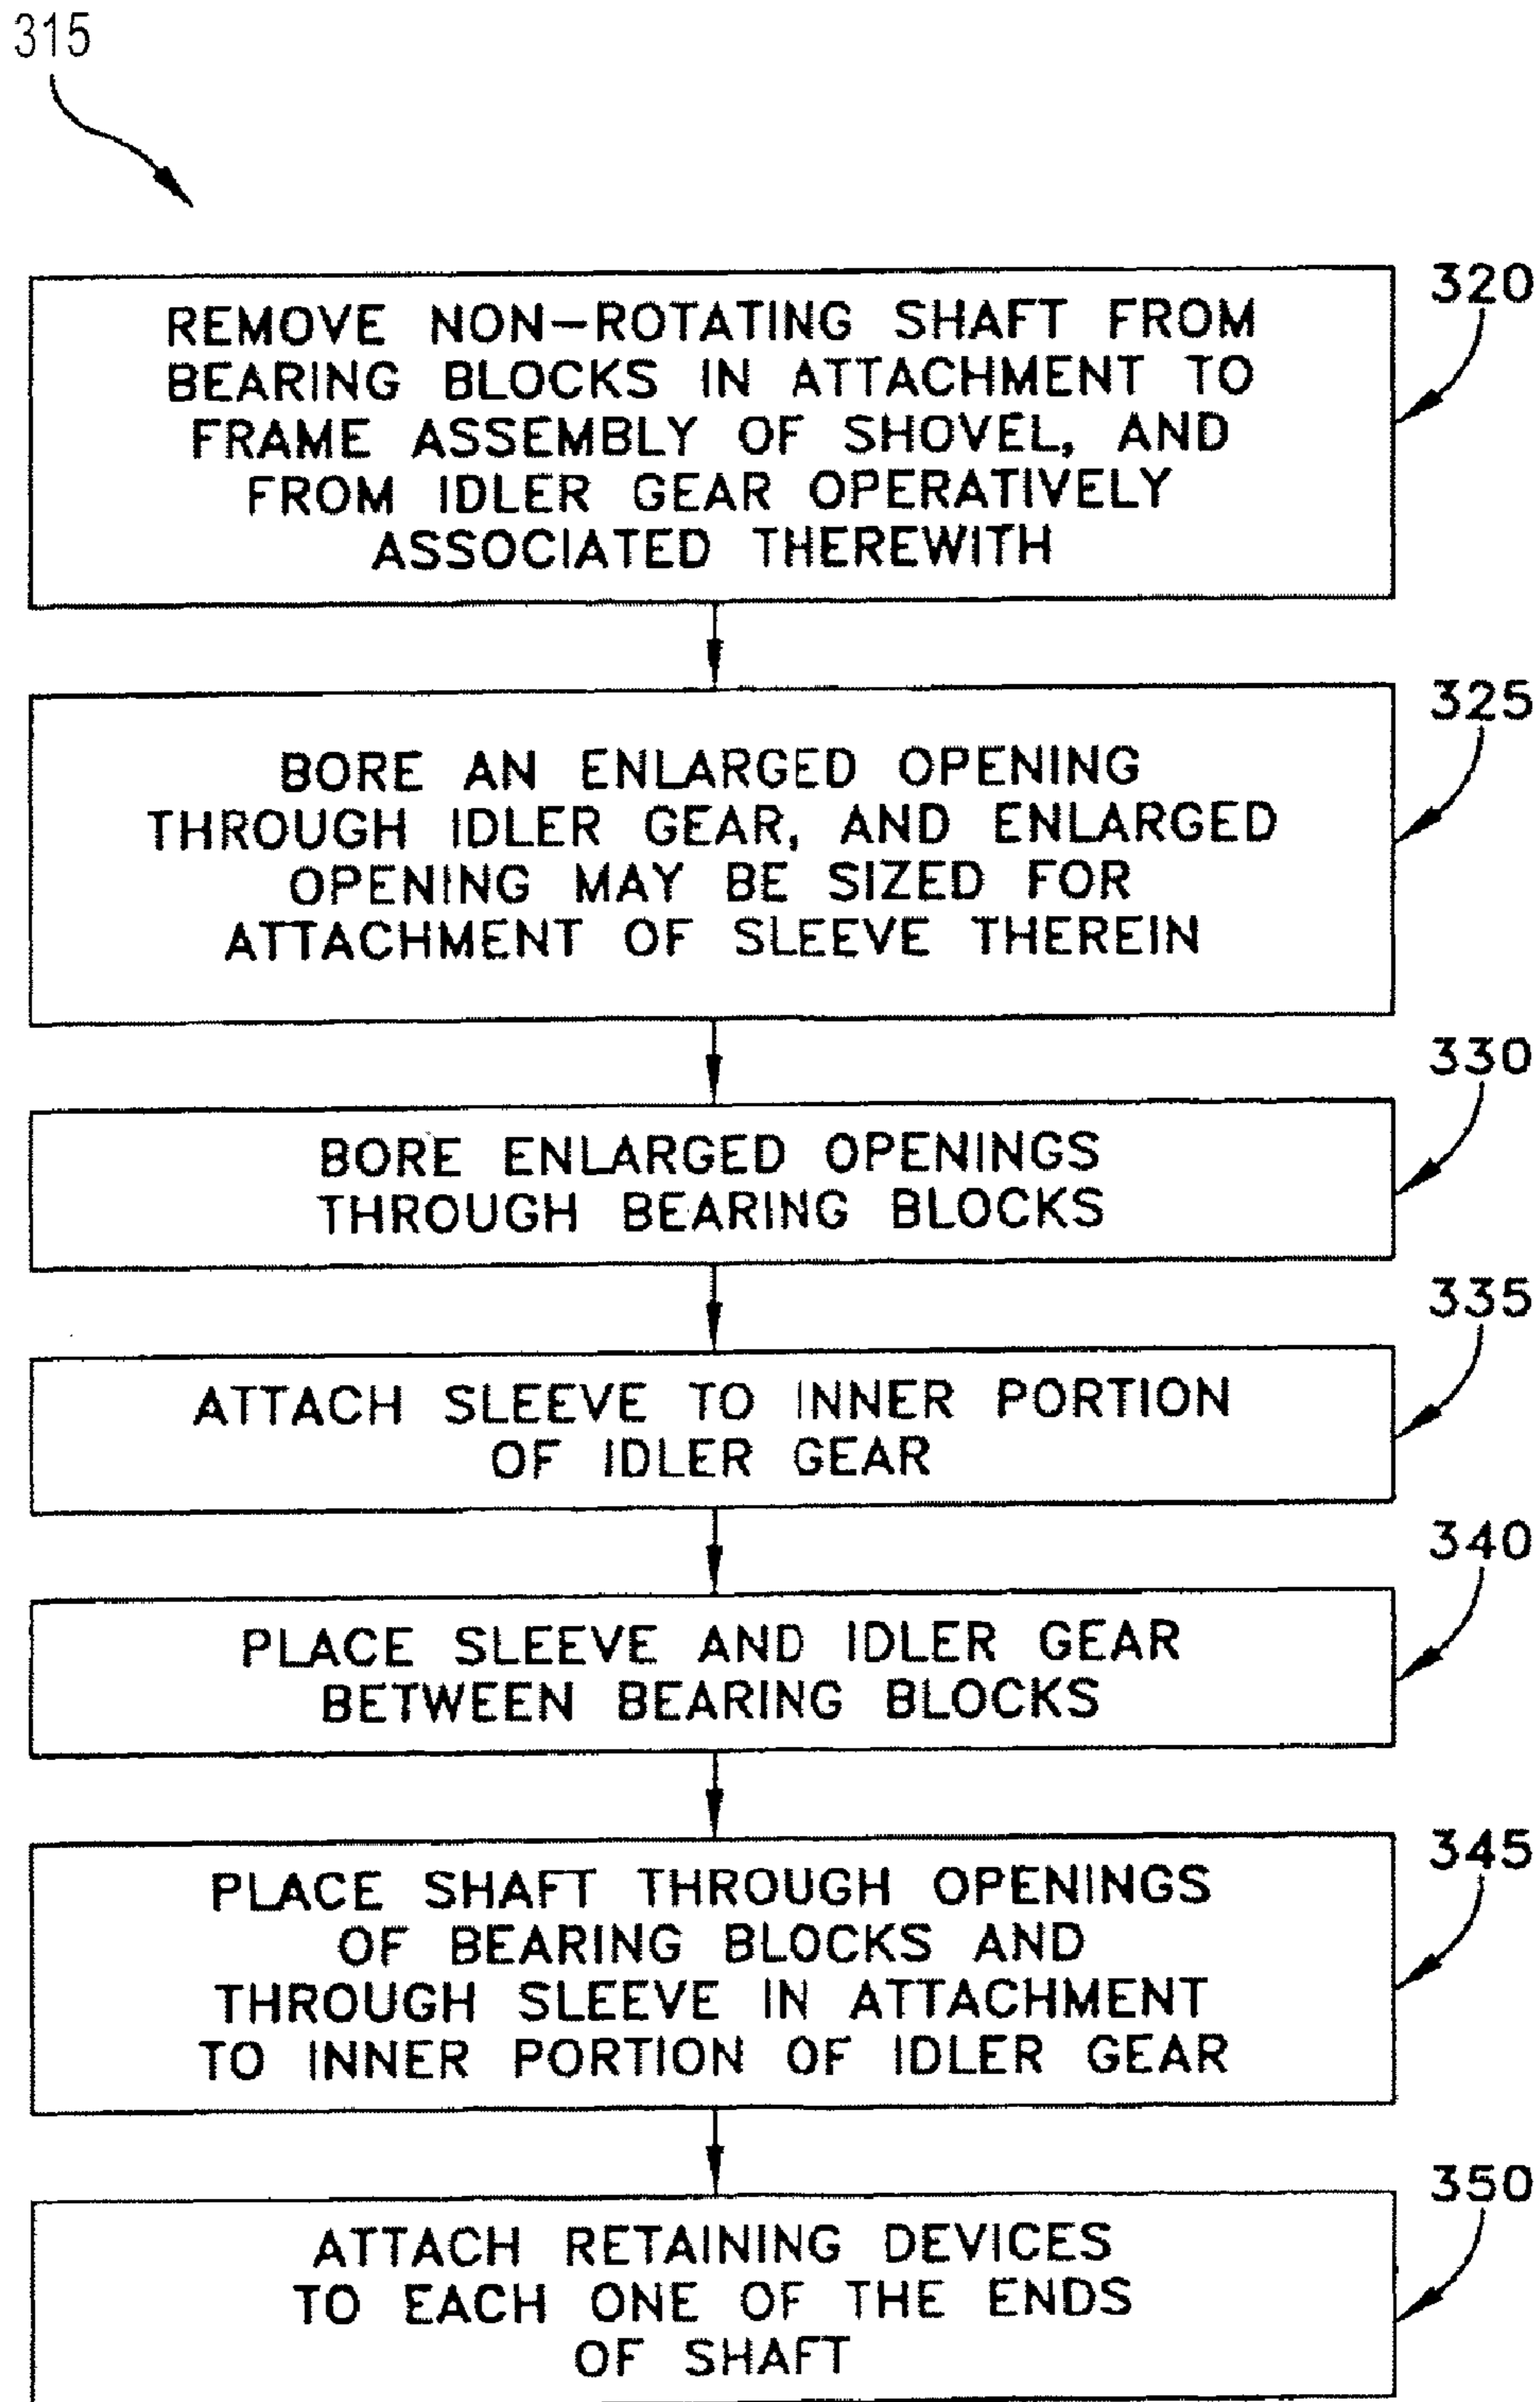 315
REMOVE NON-ROTATING SHAFT FROM
BEARING BLOCKS IN ATTACHMENT TO
FRAME ASSEMBLY OF SHOVEL, AND
FROM IDLER GEAR OPERATIVELY
ASSOCIATED THEREWITH
320
BORE AN ENLARGED OPENING
THROUGH IDLER GEAR, AND ENLARGED
OPENING MAY BE SIZED FOR
ATTACHMENT OF SLEEVE THEREIN
325
BORE ENLARGED OPENINGS
THROUGH BEARING BLOCKS
330
ATTACH SLEEVE TO INNER PORTION
OF IDLER GEAR
335
PLACE SLEEVE AND IDLER GEAR
BETWEEN BEARING BLOCKS
340
PLACE SHAFT THROUGH OPENINGS
OF BEARING BLOCKS AND
THROUGH SLEEVE IN ATTACHMENT
TO INNER PORTION OF IDLER GEAR
345
ATTACH RETAINING DEVICES
TO EACH ONE OF THE ENDS
OF SHAFT
350